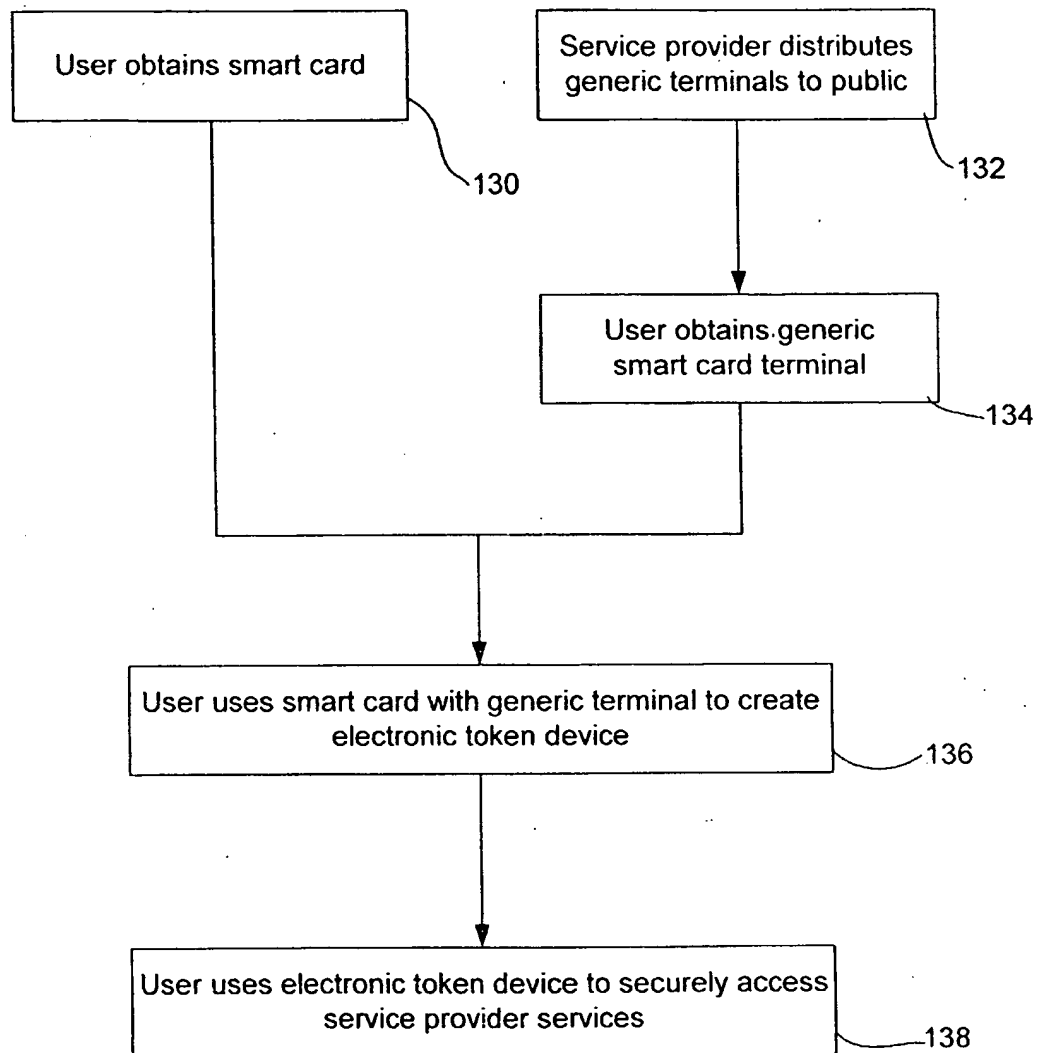 User obtains smart card
130
Service provider distributes
generic terminals to public
132
User obtains generic
smart card terminal
134
User uses smart card with generic terminal to create
electronic token device
136
User uses electronic token device to securely access
service provider services
138